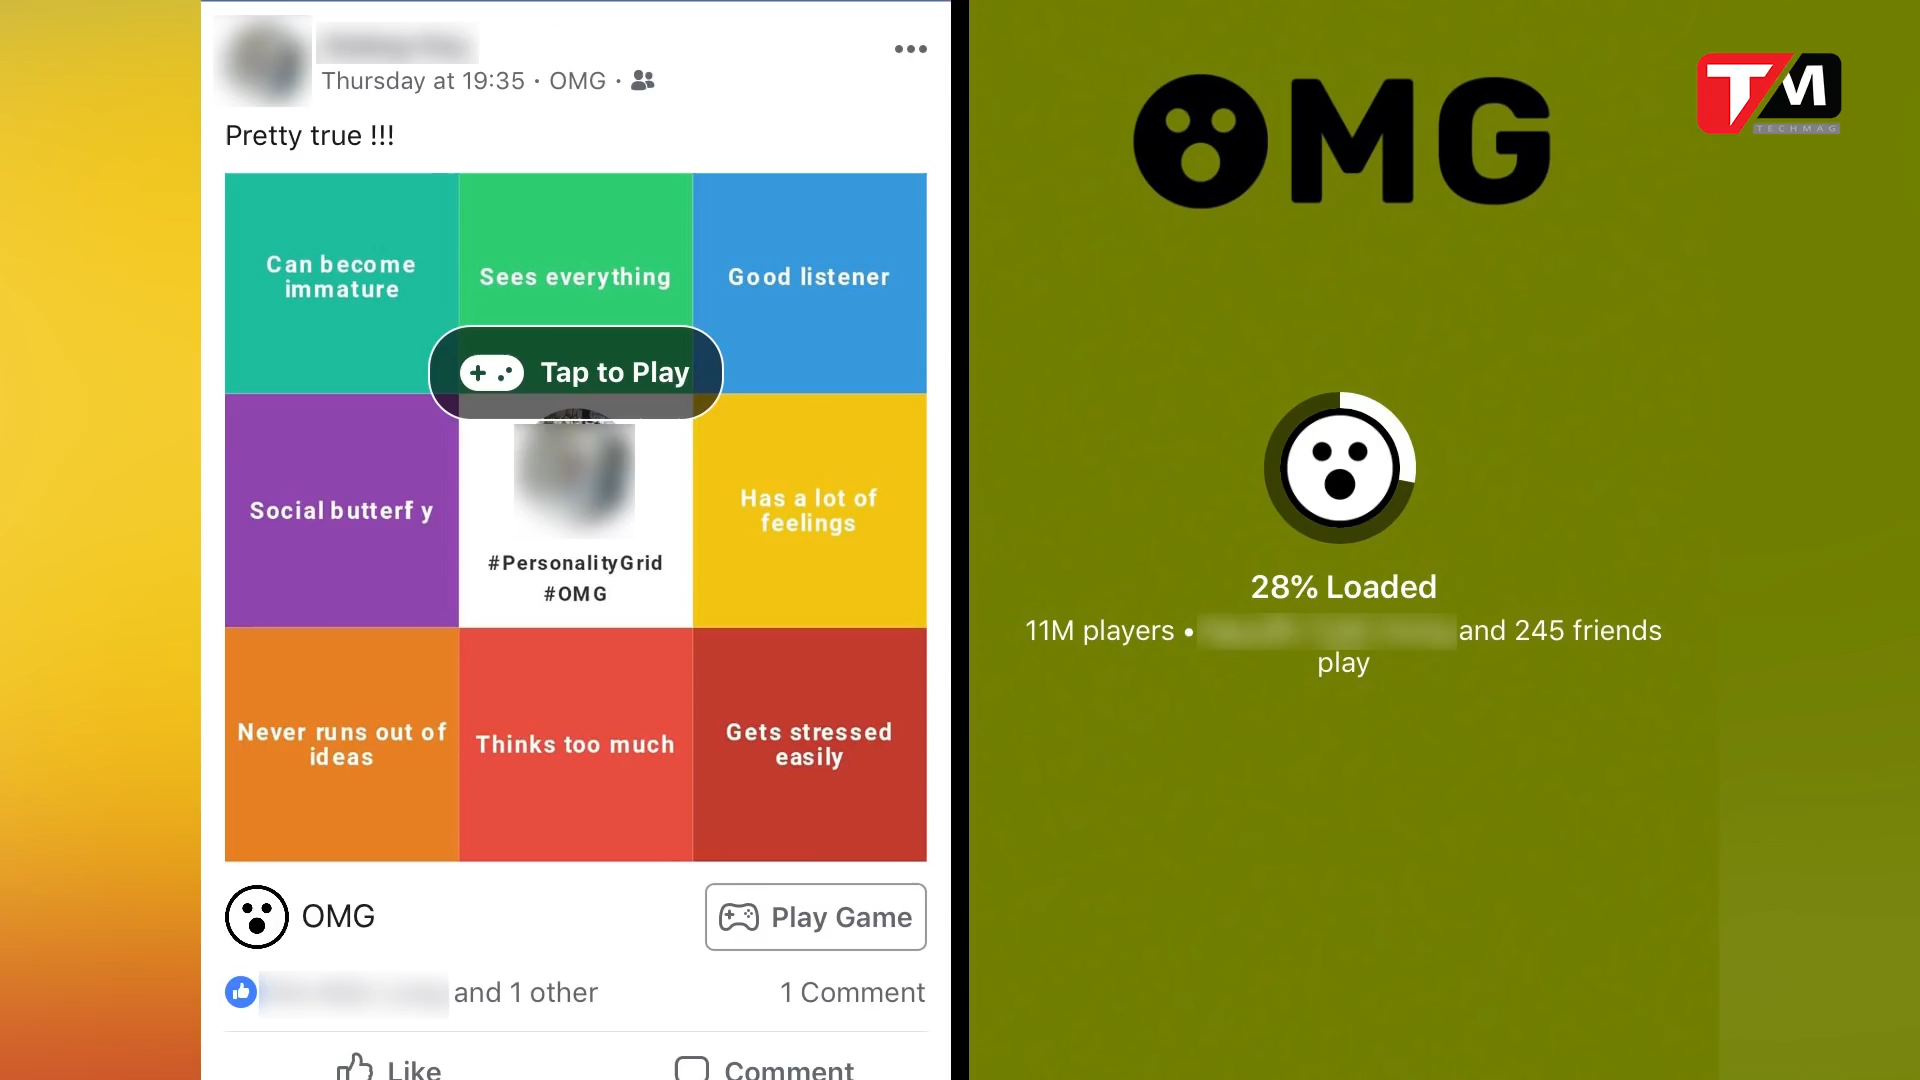 Thursday at 19:35 · OMG ·
Pretty true !!!
Can become
immature
Sees everything
Good listener
Tap to Play
Social butterf y
#PersonalityGrid
#OMG
Has a lot of
feelings
Never runs out of
ideas
Thinks too much
Gets stressed
easily
OMG
Play Game
and 1 other
1 Comment
Like
Comment
OMG
TM
TECHMAG
28% Loaded
11M players • and 245 friends
play